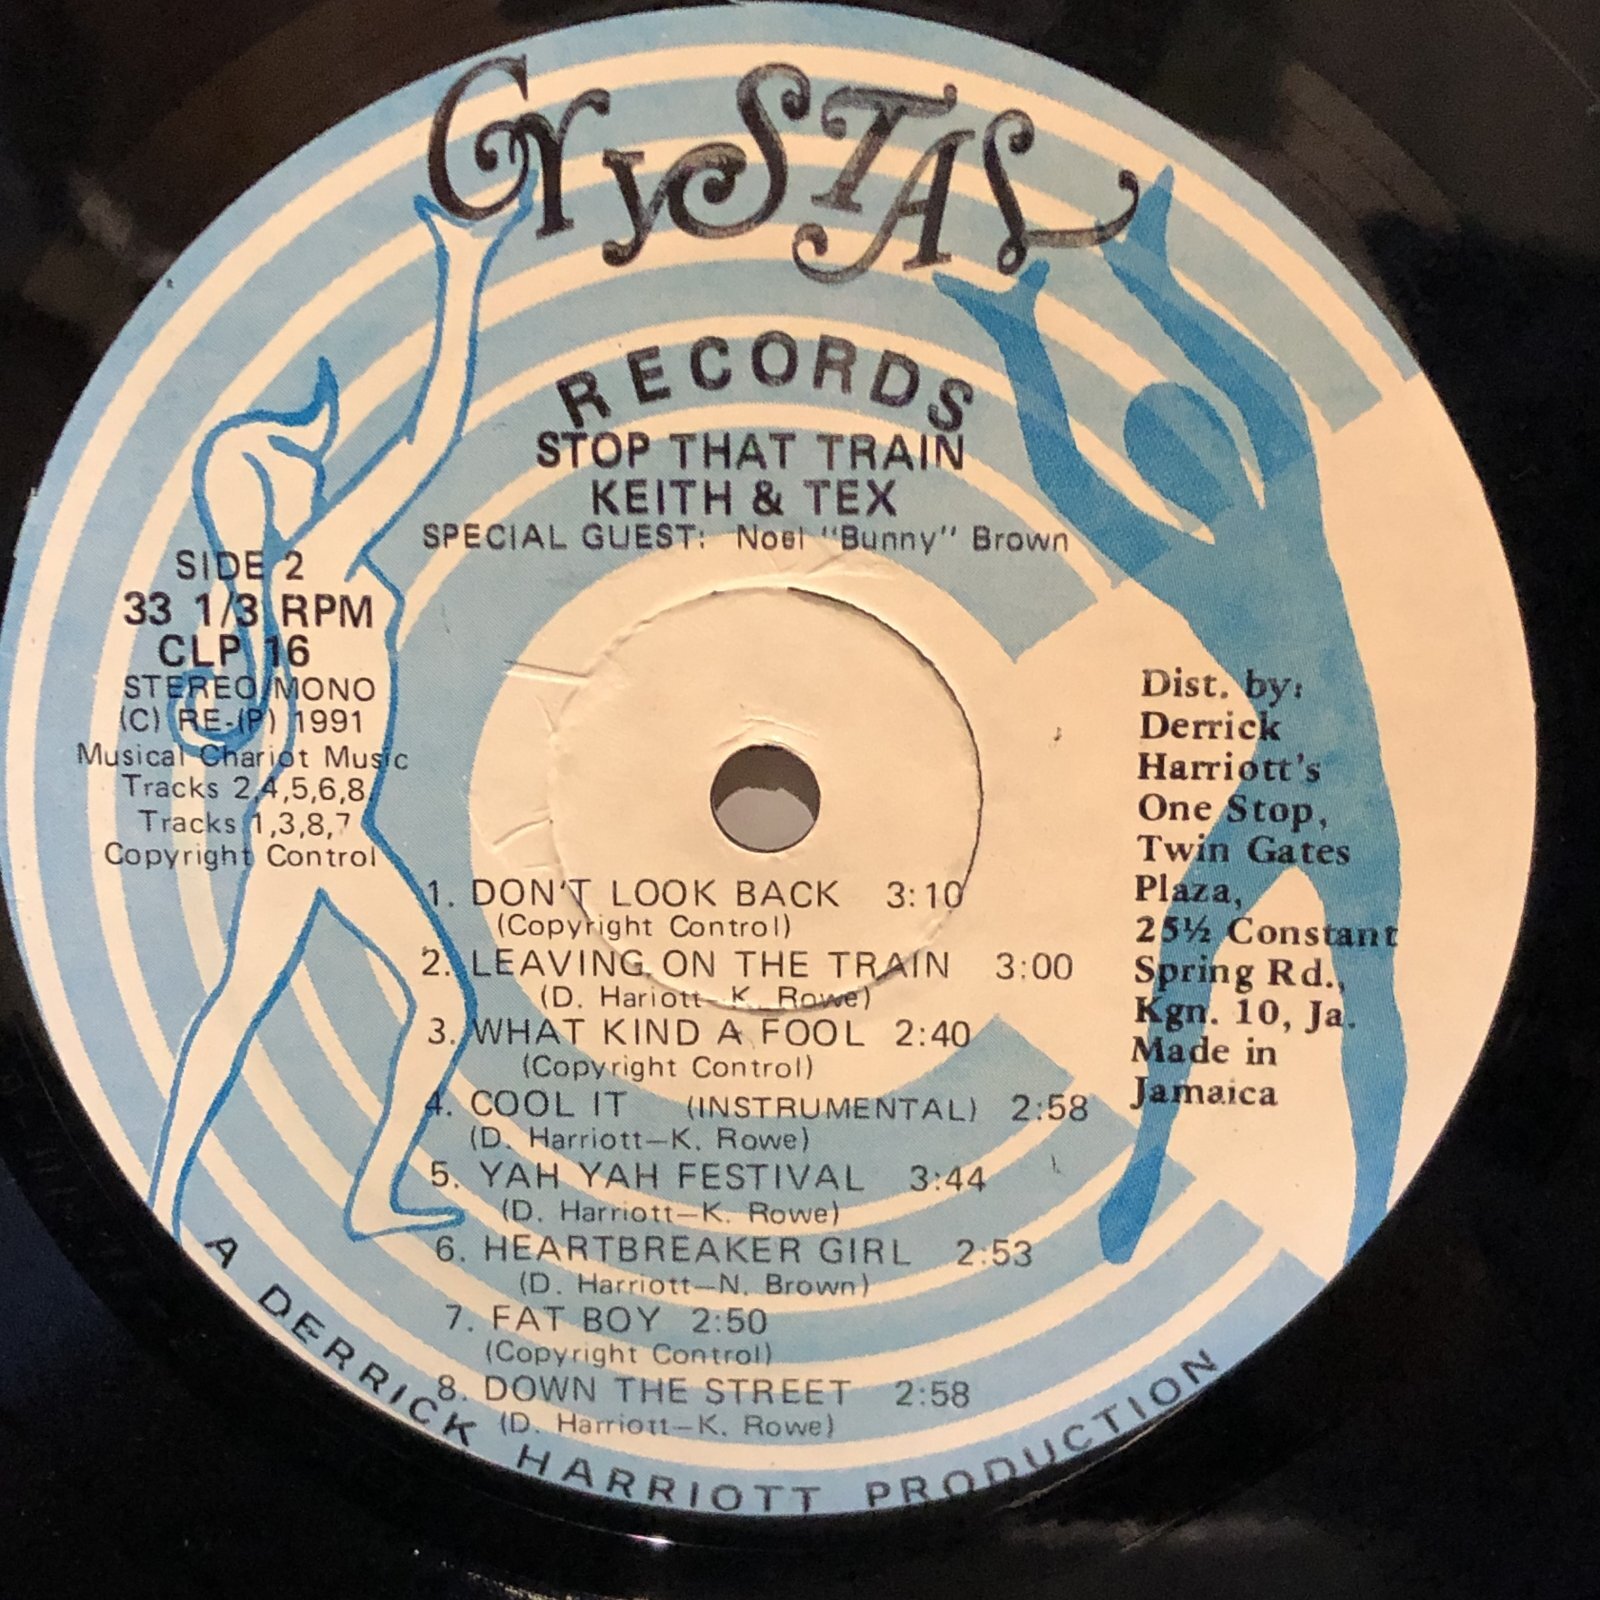 Crystal
RECORDS
STOP THAT TRAIN
KEITH & TEX
SPECIAL GUEST: Noel "Bunny" Brown
SIDE 2
33 1/3 RPM
CLP 16
STEREO/MONO
(C) RE-(P) 1991
Musical Chariot Music
Tracks 2,4,5,6,8,
Tracks 1,3,8,7
Copyright Control
Dist. by:
Derrick
Harriott's
One Stop,
Twin Gates
Plaza,
25½ Constant
Spring Rd.,
Kgn. 10, Ja.
Made in
Jamaica
1. DON'T LOOK BACK 3:10
(Copyright Control)
2. LEAVING ON THE TRAIN 3:00
(D. Hariott—K. Rowe)
3. WHAT KIND A FOOL 2:40
(Copyright Control)
4. COOL IT (INSTRUMENTAL) 2:58
(D. Harriott—K. Rowe)
5. YAH YAH FESTIVAL 3:44
(D. Harriott—K. Rowe)
6. HEARTBREAKER GIRL 2:53
(D. Harriott—N. Brown)
7. FAT BOY 2:50
(Copyright Control)
8. DOWN THE STREET 2:58
(D. Harriott—K. Rowe)
A DERRICK HARRIOTT PRODUCTION